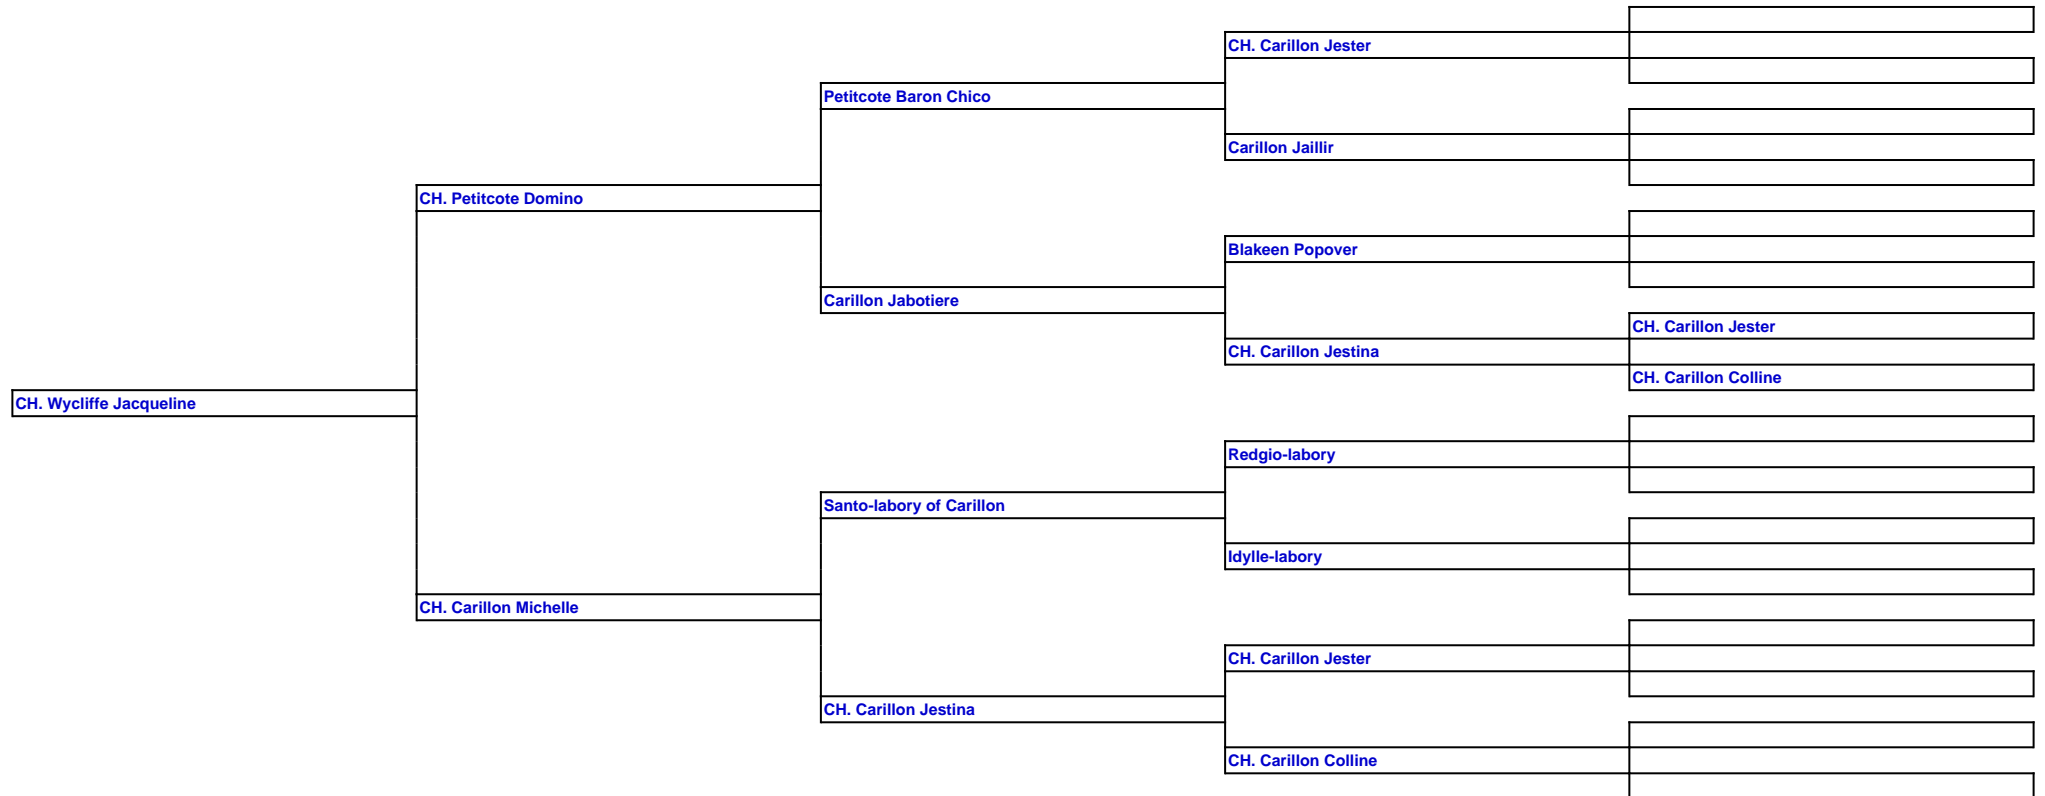 CH. Carillon Jester
Petitcote Baron Chico
Carillon Jaillir
CH. Petitcote Domino
Blakeen Popover
Carillon Jabotiere
CH. Carillon Jester
CH. Carillon Jestina
CH. Carillon Colline
CH. Wycliffe Jacqueline
Redgio-labory
Santo-labory of Carillon
Idylle-labory
CH. Carillon Michelle
CH. Carillon Jester
CH. Carillon Jestina
CH. Carillon Colline